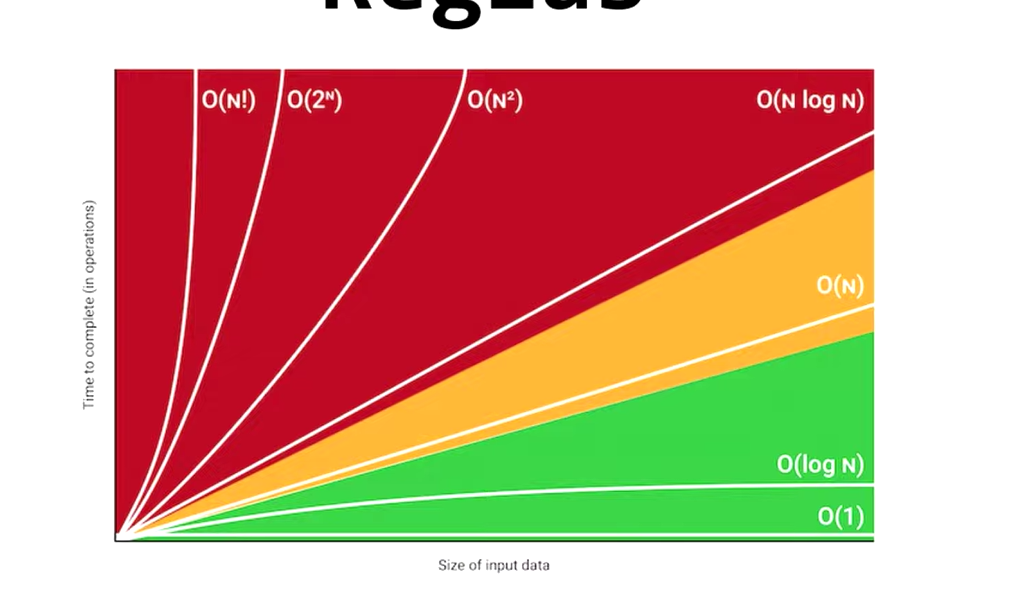 O(N!) O(2ᴺ) O(N²) O(N log N)
O(N)
O(log N)
O(1)
Time to complete (in operations)
Size of input data